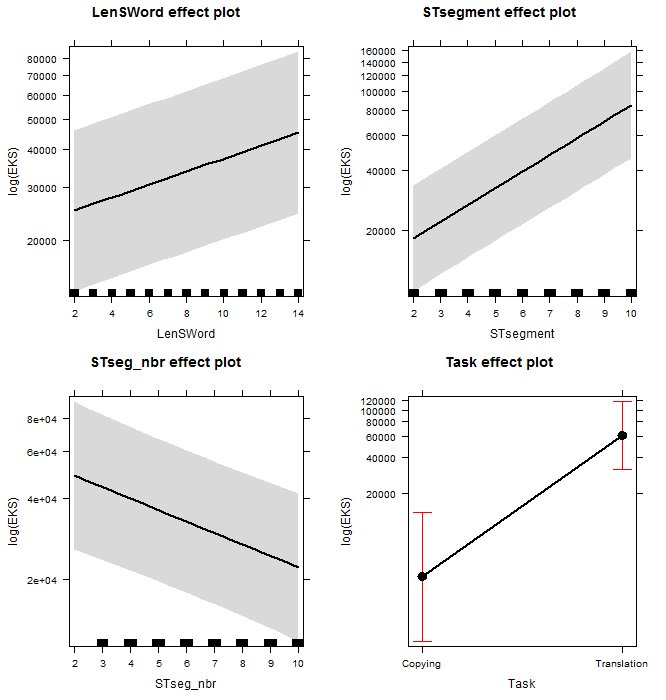 LenSWord effect plot
log(EKS)
80000
70000
60000
50000
40000
30000
20000
2 4 6 8 10 12 14
LenSWord
STsegment effect plot
log(EKS)
160000
140000
120000
100000
80000
60000
40000
20000
2 3 4 5 6 7 8 9 10
STsegment
STseg_nbr effect plot
log(EKS)
8e+04
6e+04
4e+04
2e+04
2 3 4 5 6 7 8 9 10
STseg_nbr
Task effect plot
log(EKS)
120000
100000
80000
60000
40000
20000
Copying Translation
Task